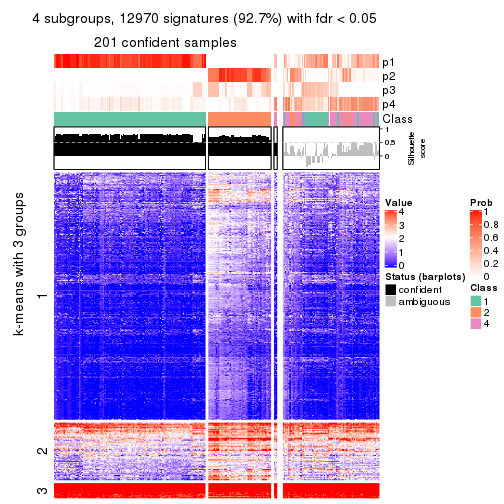 4 subgroups, 12970 signatures (92.7%) with fdr < 0.05
201 confident samples
p1
p2
p3
p4
Class
1
0.5
0
Silhouette
score
k-means with 3 groups
1
2
3
Value
4
3
2
1
0
Status (barplots)
confident
ambiguous
Prob
1
0.8
0.6
0.4
0.2
0
Class
1
2
4